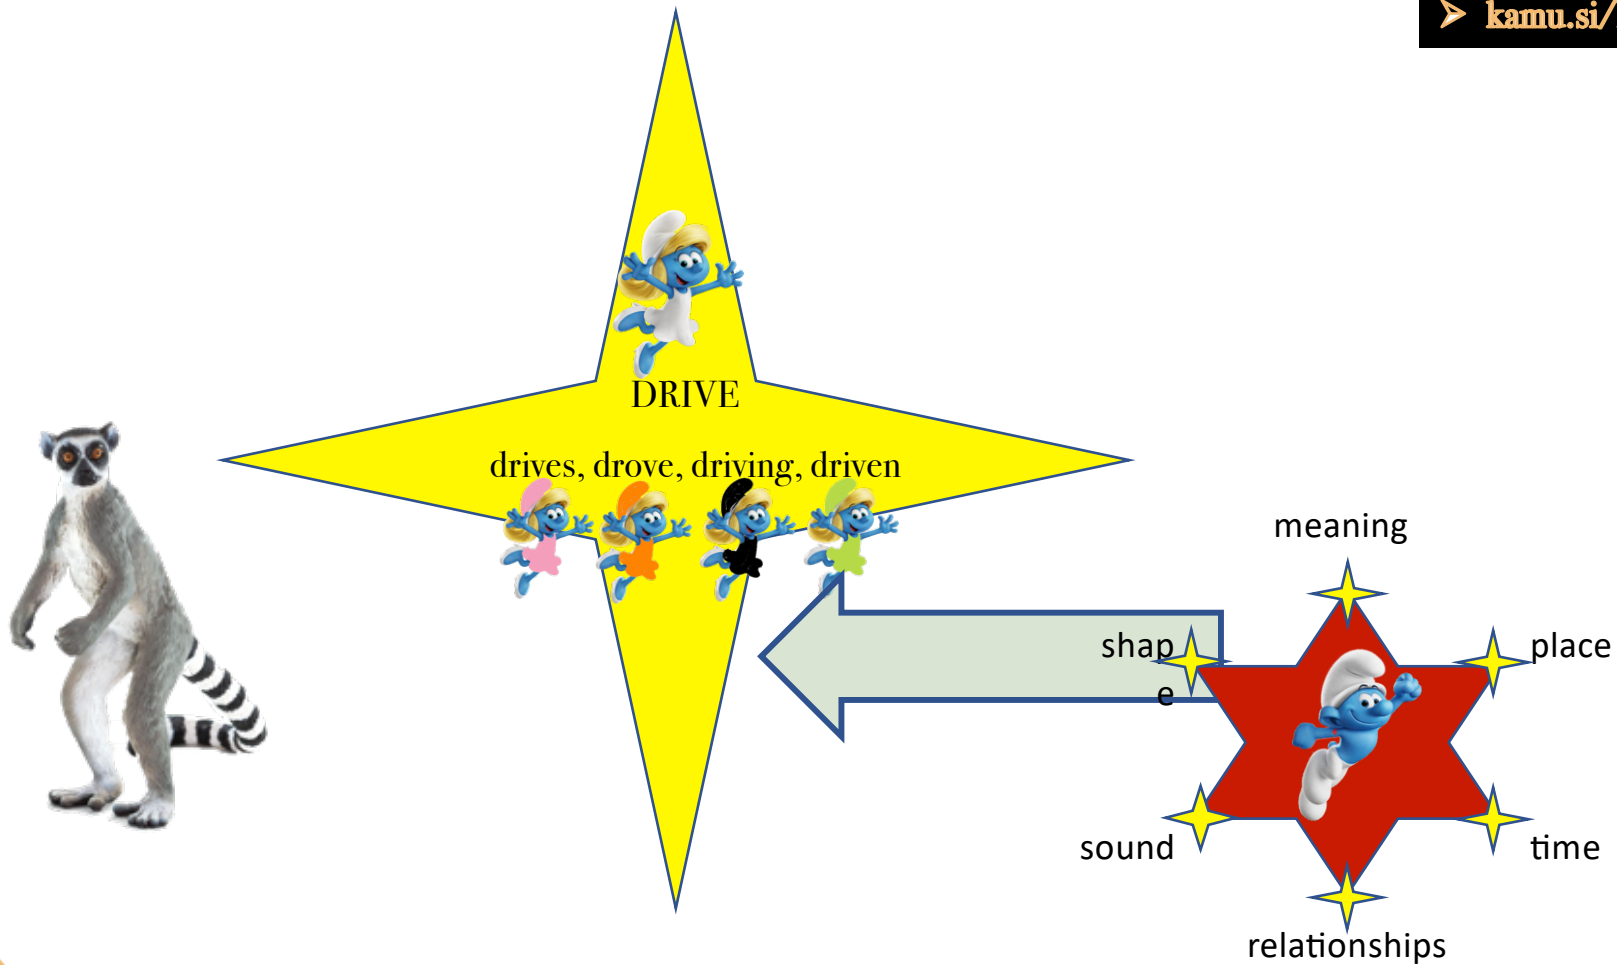 ➢ kamu.si/
DRIVE
drives, drove, driving, driven
meaning
shap
e
place
sound
time
relationships